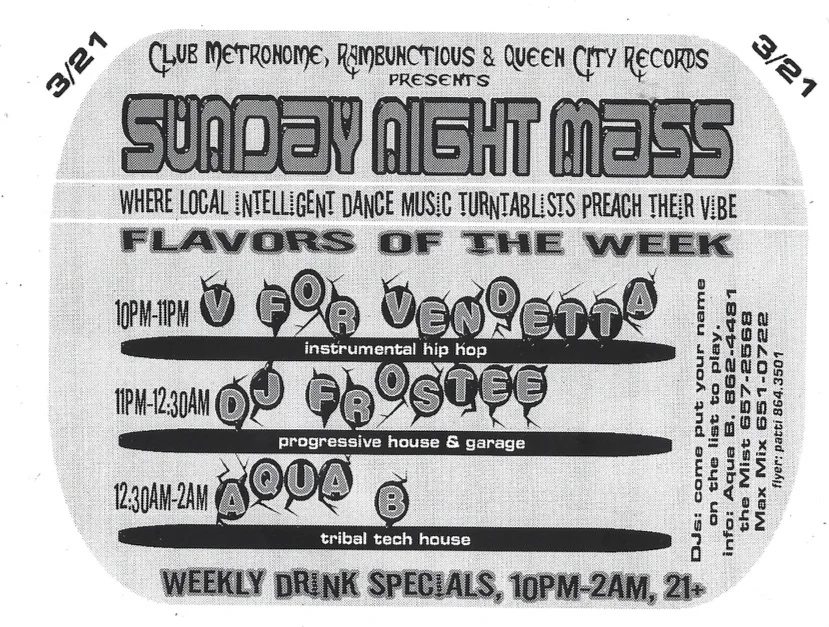 3/21
3/21
CLUB METRONOME, RAMBUNCTIOUS & QUEEN CITY RECORDS
PRESENTS
SUNDAY NIGHT MASS
WHERE LOCAL INTELLIGENT DANCE MUSIC TURNTABLISTS PREACH THEIR VIBE
FLAVORS OF THE WEEK
10PM-11PM V FOR VENDETTA
instrumental hip hop
11PM-12:30AM DJ FROSTEE
progressive house & garage
12:30AM-2AM AQUA B
tribal tech house
WEEKLY DRINK SPECIALS, 10PM-2AM, 21+
DJs: come put your name
on the list to play.
info: Aqua B. 862-4481
the Mist 657-2568
Max Mix 651-0722
flyer: patti 864.3501